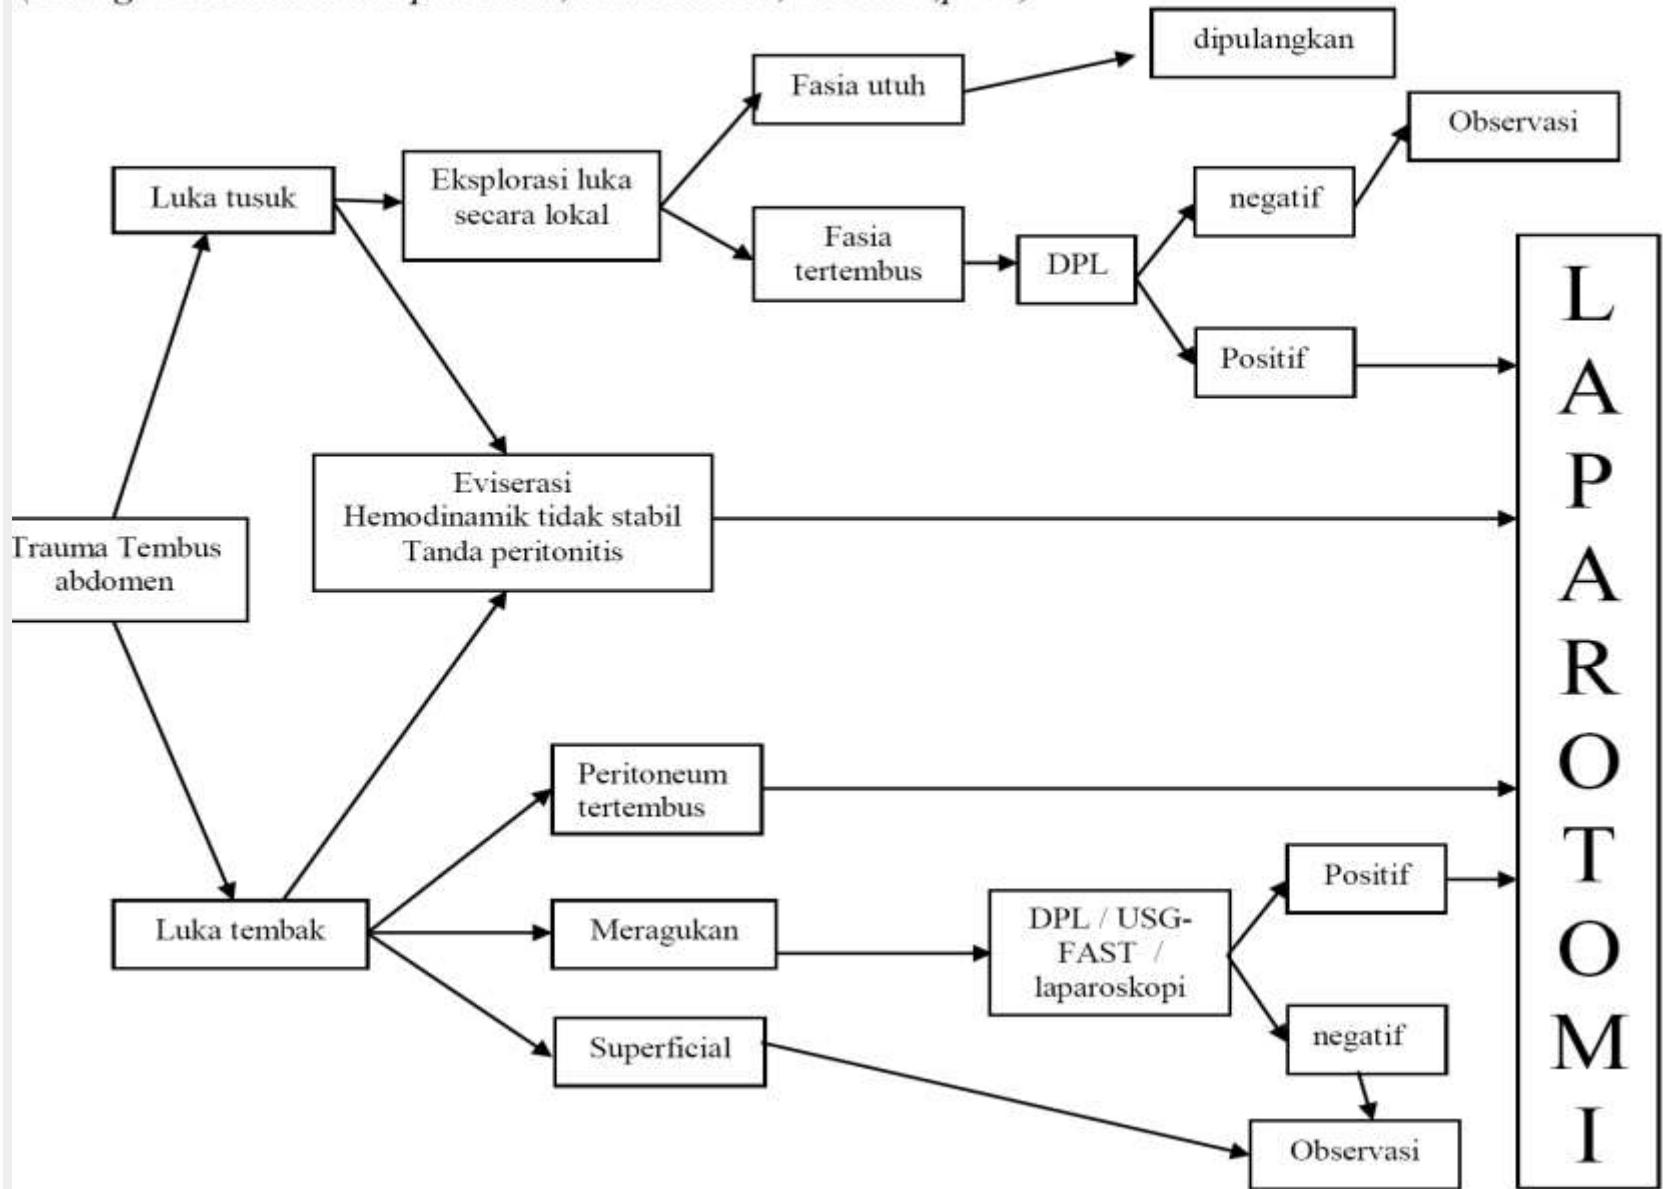 dipulangkan
Fasia utuh
Observasi
Luka tusuk
Eksplorasi luka
secara lokal
negatif
Fasia
tertembus
DPL
Positif
Eviserasi
Hemodinamik tidak stabil
Tanda peritonitis
Trauma Tembus
abdomen
Peritoneum
tertembus
Luka tembak
Meragukan
Superficial
DPL / USG-
FAST /
laparoskopi
Positif
negatif
Observasi
L
A
P
A
R
O
T
O
M
I